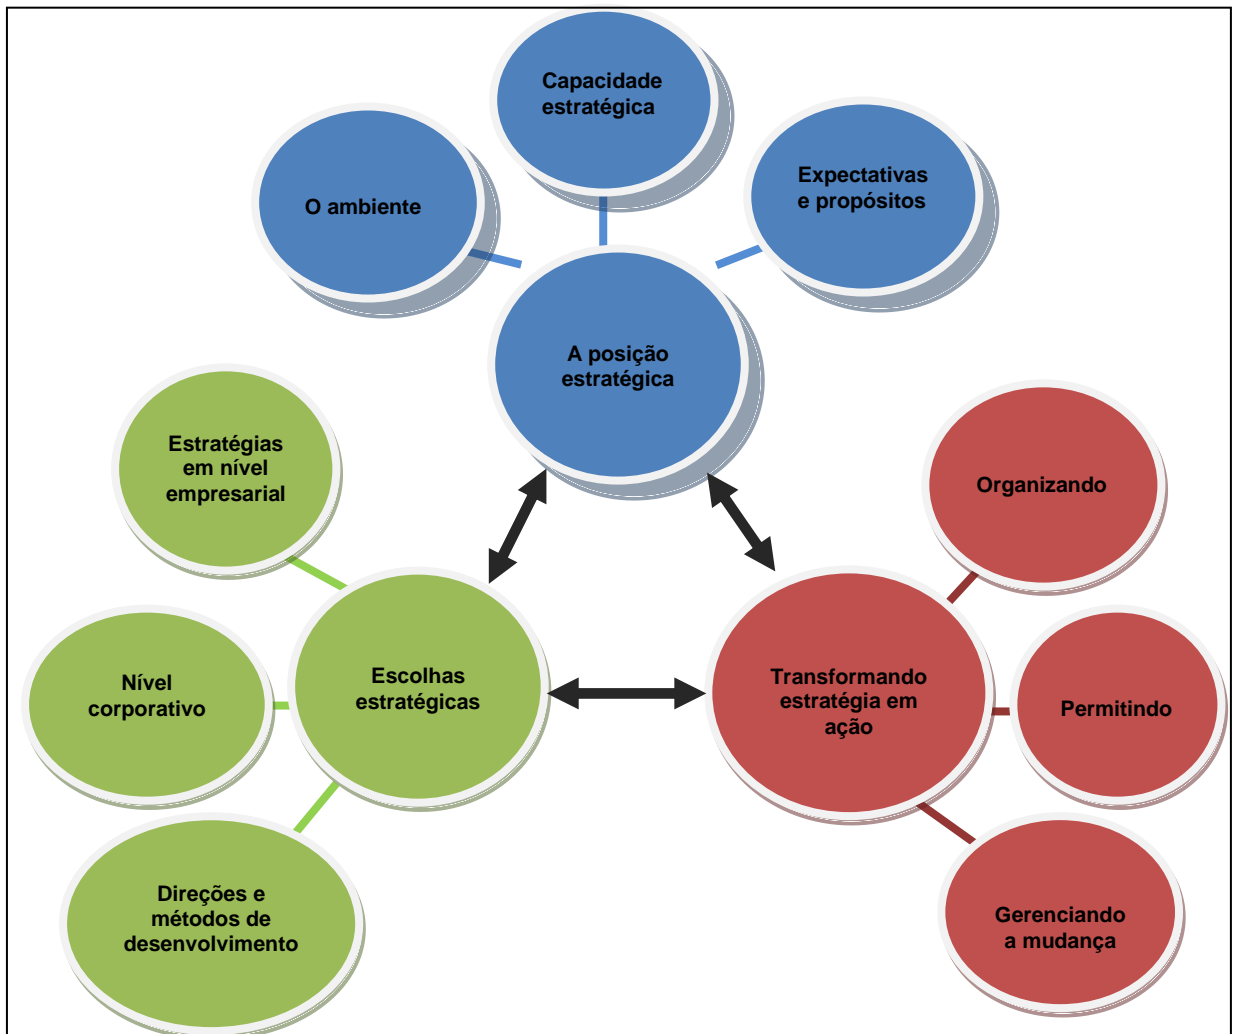 Capacidade
estratégica
O ambiente
Expectativas
e propósitos
A posição
estratégica
Estratégias
em nível
empresarial
Nível
corporativo
Direções e
métodos de
desenvolvimento
Escolhas
estratégicas
Transformando
estratégia em
ação
Organizando
Permitindo
Gerenciando
a mudança